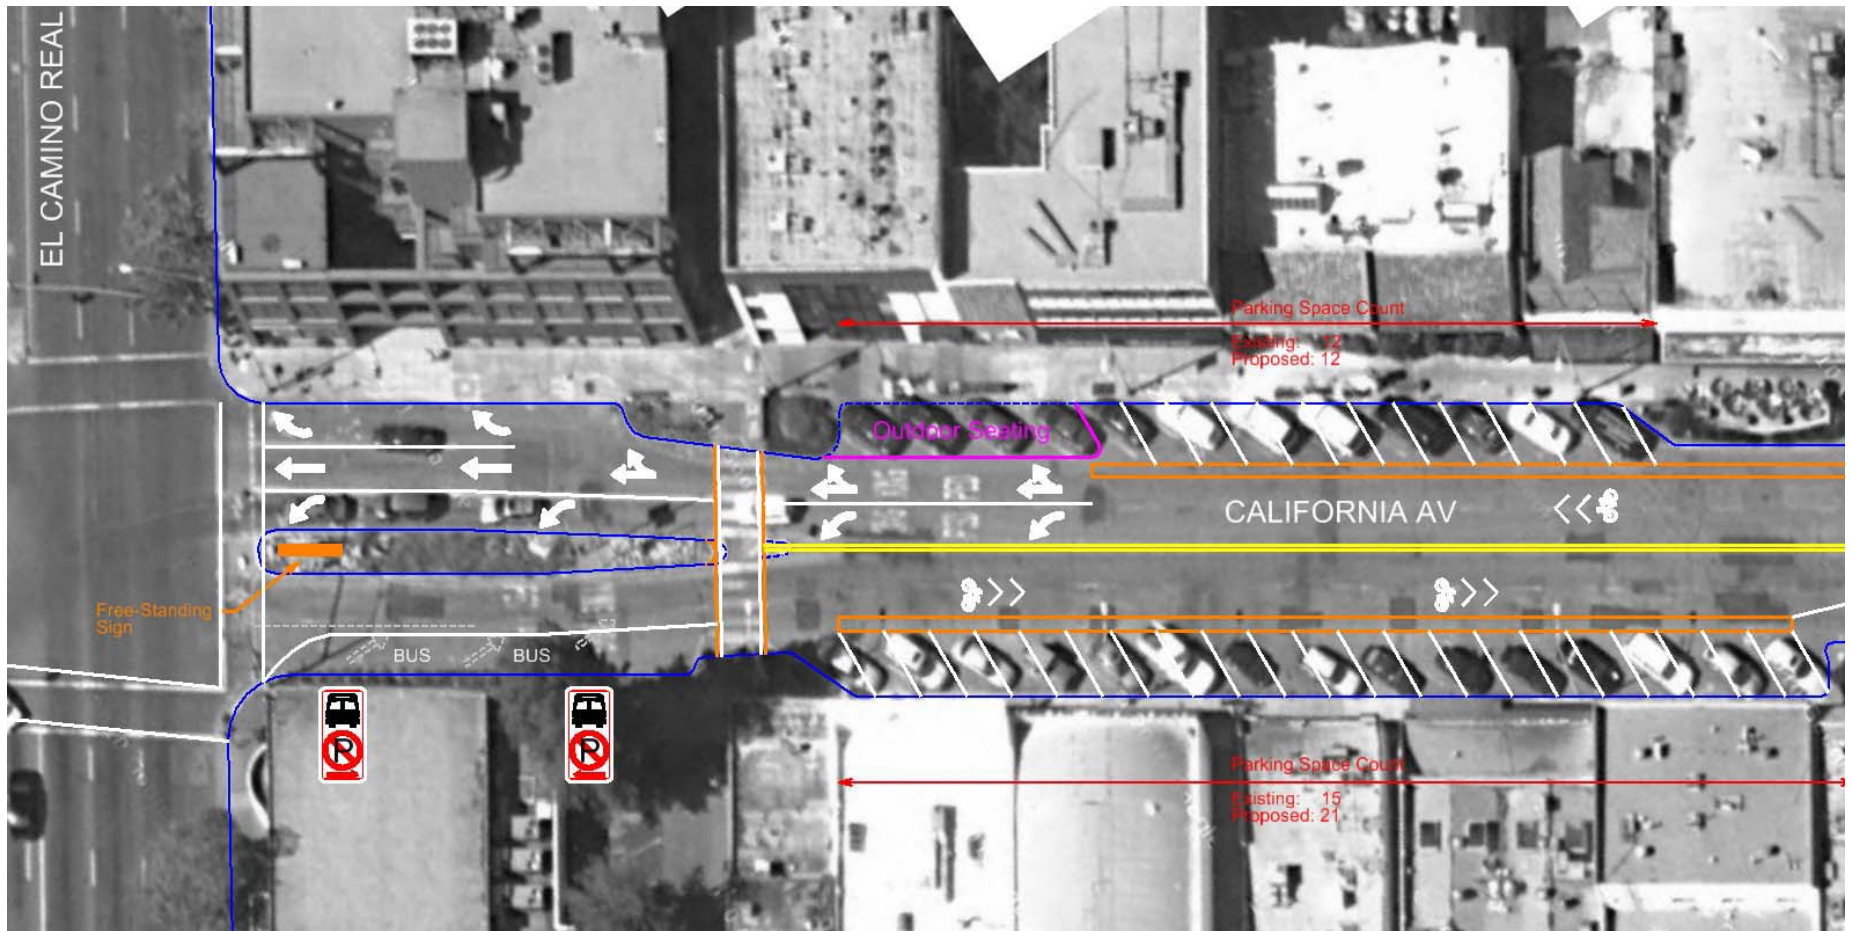 EL CAMINO REAL
Parking Space Count
Existing: 12
Proposed: 12
Outdoor Seating
CALIFORNIA AV
Free-Standing
Sign
BUS
BUS
P
P
Parking Space Count
Existing: 15
Proposed: 21